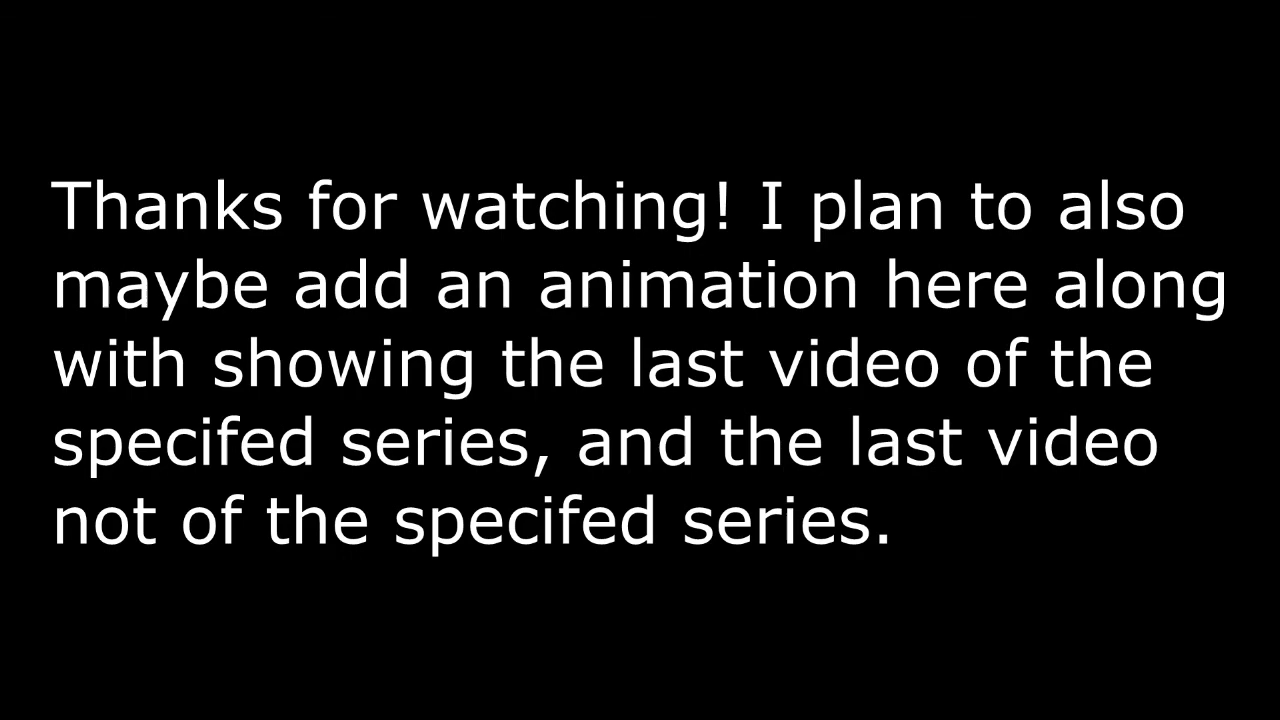 Thanks for watching! I plan to also
maybe add an animation here along
with showing the last video of the
specifed series, and the last video
not of the specifed series.